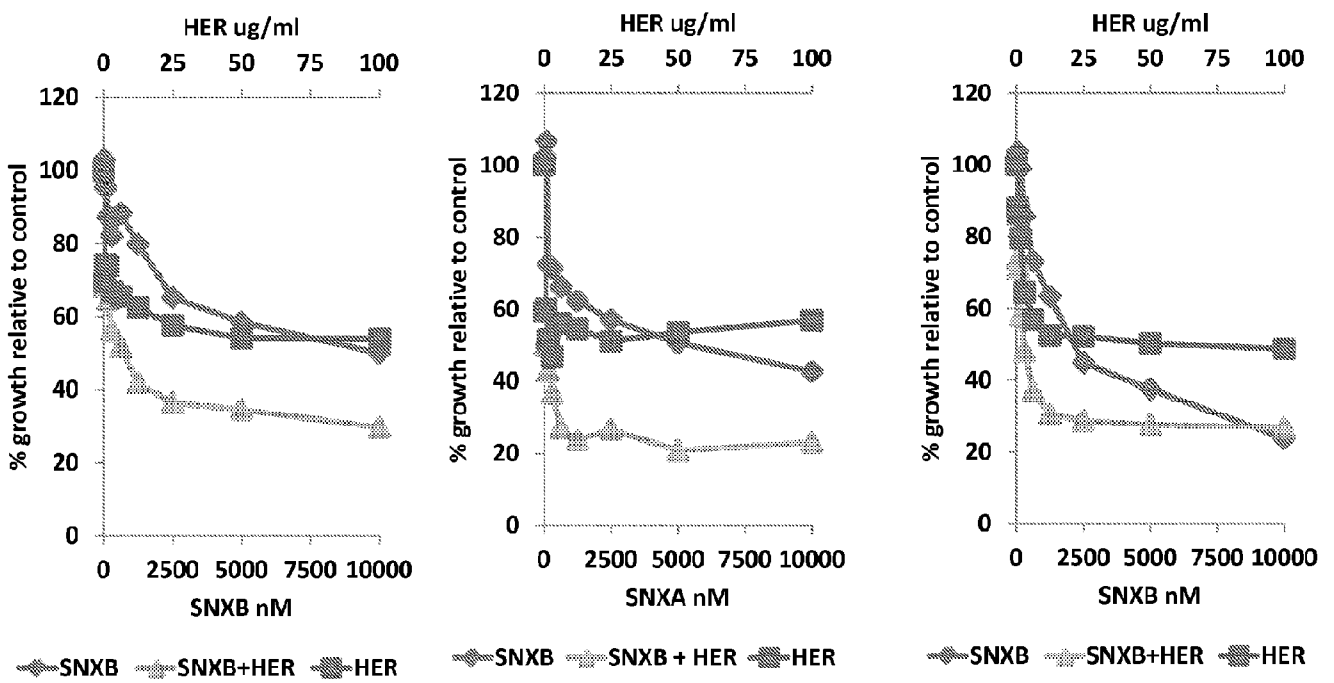 HER ug/ml
0 25 50 75 100
120
100
80
60
40
20
0
% growth relative to control
0 2500 5000 7500 10000
SNXB nM
SNXB SNXB+HER HER
HER ug/ml
0 25 50 75 100
120
100
80
60
40
20
0
% growth relative to control
0 2500 5000 7500 10000
SNXA nM
SNXB SNXB + HER HER
HER ug/ml
0 25 50 75 100
120
100
80
60
40
20
0
% growth relative to control
0 2500 5000 7500 10000
SNXB nM
SNXB SNXB+HER HER